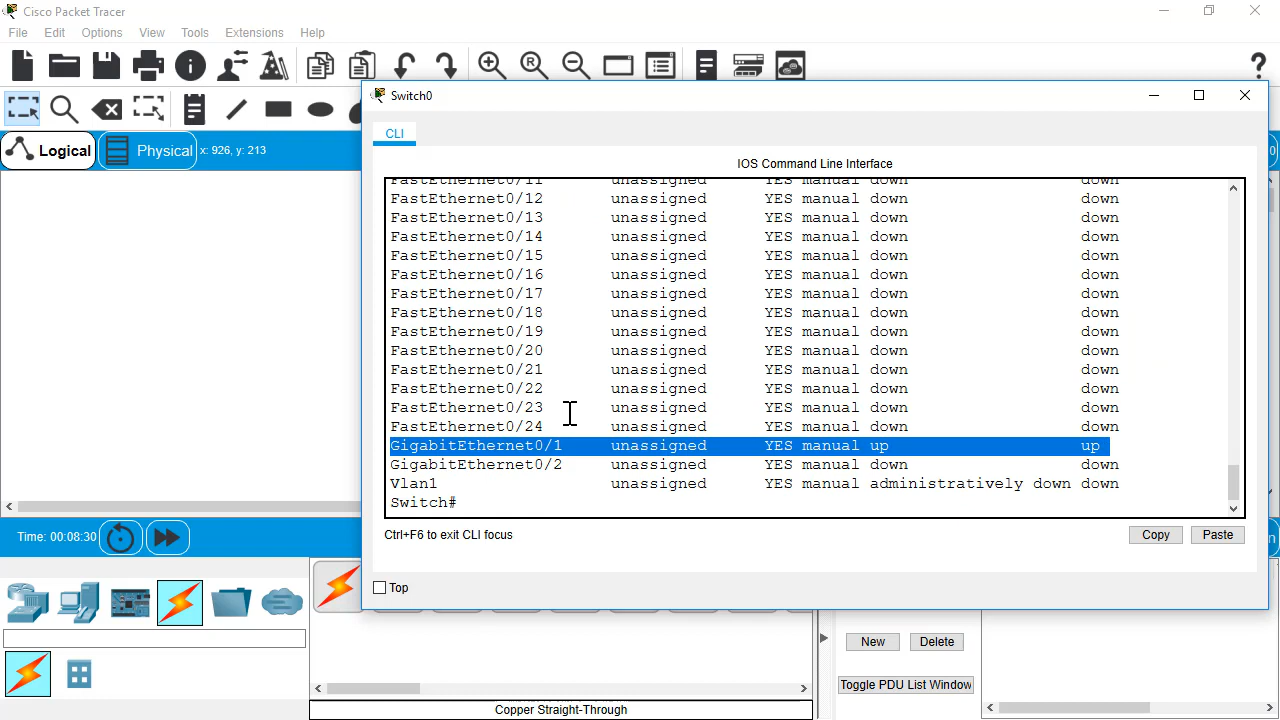 Cisco Packet Tracer
File Edit Options View Tools Extensions Help
Switch0
CLI
Logical
Physical
x: 926, y: 213
IOS Command Line Interface
FastEthernet0/11 unassigned YES manual down down
FastEthernet0/12 unassigned YES manual down down
FastEthernet0/13 unassigned YES manual down down
FastEthernet0/14 unassigned YES manual down down
FastEthernet0/15 unassigned YES manual down down
FastEthernet0/16 unassigned YES manual down down
FastEthernet0/17 unassigned YES manual down down
FastEthernet0/18 unassigned YES manual down down
FastEthernet0/19 unassigned YES manual down down
FastEthernet0/20 unassigned YES manual down down
FastEthernet0/21 unassigned YES manual down down
FastEthernet0/22 unassigned YES manual down down
FastEthernet0/23 unassigned YES manual down down
FastEthernet0/24 unassigned YES manual down down
GigabitEthernet0/1 unassigned YES manual up up
GigabitEthernet0/2 unassigned YES manual down down
Vlan1 unassigned YES manual administratively down down
Switch#
Ctrl+F6 to exit CLI focus
Copy
Paste
Time: 00:08:30
Top
New
Delete
Toggle PDU List Window
Copper Straight-Through